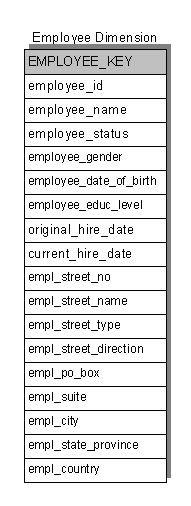 Employee Dimension
EMPLOYEE_KEY
employee_id
employee_name
employee_status
employee_gender
employee_date_of_birth
employee_educ_level
original_hire_date
current_hire_date
empl_street_no
empl_street_name
empl_street_type
empl_street_direction
empl_po_box
empl_suite
empl_city
empl_state_province
empl_country